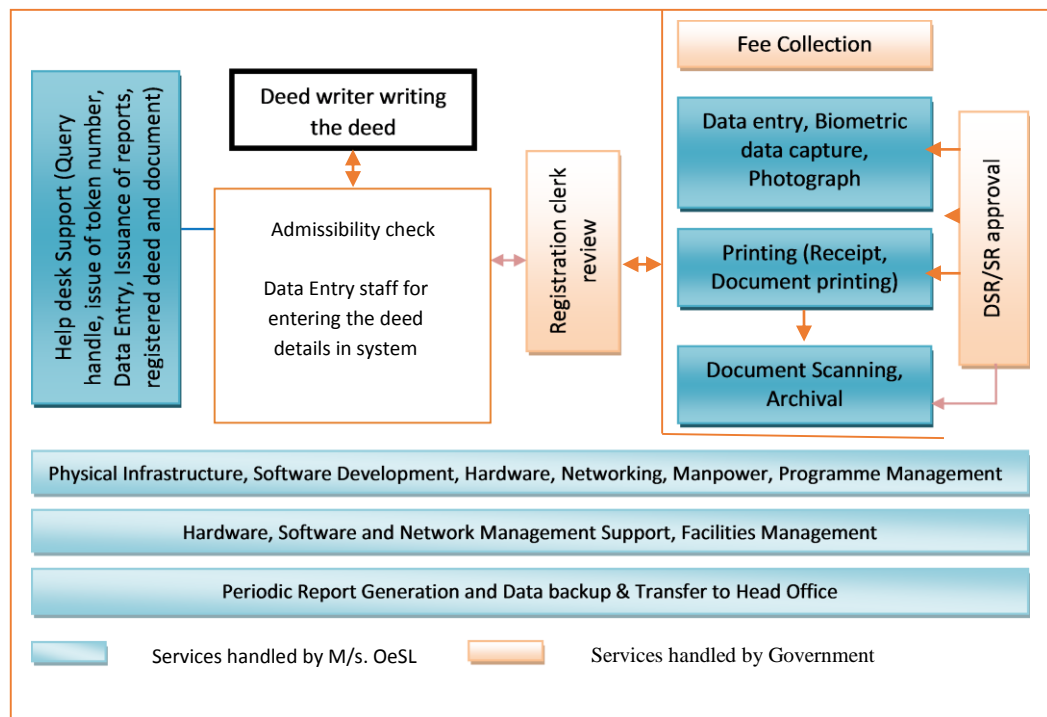 Fee Collection
Help desk Support (Query
handle, issue of token number,
Data Entry, Issuance of reports,
registered deed and document)
Deed writer writing
the deed
Admissibility check
Data Entry staff for
entering the deed
details in system
Registration clerk
review
Data entry, Biometric
data capture,
Photograph
Printing (Receipt,
Document printing)
Document Scanning,
Archival
DSR/SR approval
Physical Infrastructure, Software Development, Hardware, Networking, Manpower, Programme Management
Hardware, Software and Network Management Support, Facilities Management
Periodic Report Generation and Data backup & Transfer to Head Office
Services handled by M/s. OeSL
Services handled by Government